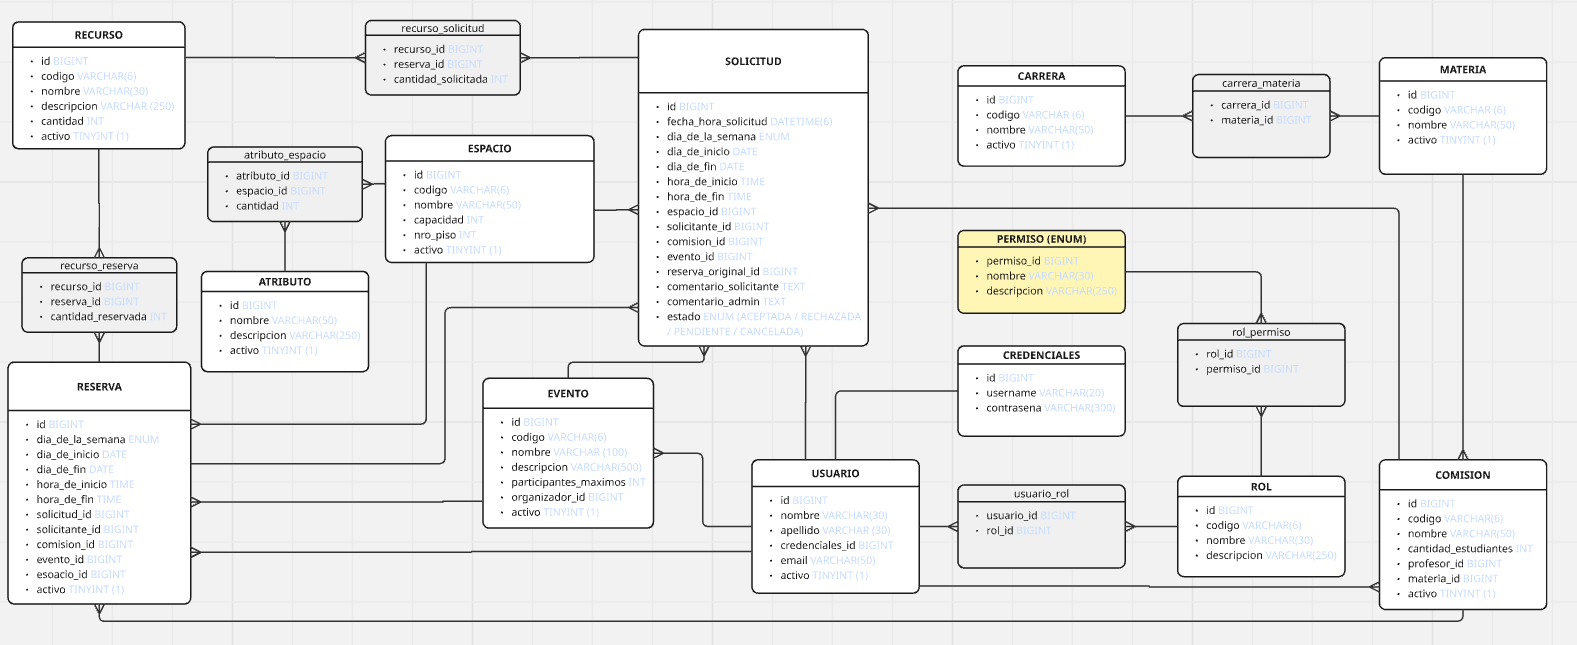 RECURSO
id BIGINT
codigo VARCHAR(6)
nombre VARCHAR(30)
descripcion VARCHAR (250)
cantidad INT
activo TINYINT (1)
recurso_solicitud
recurso_id BIGINT
reserva_id BIGINT
cantidad_solicitada INT
SOLICITUD
id BIGINT
fecha_hora_solicitud DATETIME(6)
dia_de_la_semana ENUM
dia_de_inicio DATE
dia_de_fin DATE
hora_de_inicio TIME
hora_de_fin TIME
espacio_id BIGINT
solicitante_id BIGINT
comision_id BIGINT
evento_id BIGINT
reserva_original_id BIGINT
comentario_solicitante TEXT
comentario_admin TEXT
estado ENUM (ACEPTADA / RECHAZADA
/ PENDIENTE / CANCELADA)
CARRERA
id BIGINT
codigo VARCHAR (6)
nombre VARCHAR(50)
activo TINYINT (1)
carrera_materia
carrera_id BIGINT
materia_id BIGINT
MATERIA
id BIGINT
codigo VARCHAR (6)
nombre VARCHAR(50)
activo TINYINT (1)
atributo_espacio
atributo_id BIGINT
espacio_id BIGINT
cantidad INT
ESPACIO
id BIGINT
codigo VARCHAR(6)
nombre VARCHAR(50)
capacidad INT
nro_piso INT
activo TINYINT (1)
recurso_reserva
recurso_id BIGINT
reserva_id BIGINT
cantidad_reservada INT
ATRIBUTO
id BIGINT
nombre VARCHAR(50)
descripcion VARCHAR(250)
activo TINYINT (1)
PERMISO (ENUM)
permiso_id BIGINT
nombre VARCHAR(30)
descripcion VARCHAR(250)
rol_permiso
rol_id BIGINT
permiso_id BIGINT
CREDENCIALES
id BIGINT
username VARCHAR(20)
contrasena VARCHAR(300)
RESERVA
id BIGINT
dia_de_la_semana ENUM
dia_de_inicio DATE
dia_de_fin DATE
hora_de_inicio TIME
hora_de_fin TIME
solicitud_id BIGINT
solicitante_id BIGINT
comision_id BIGINT
evento_id BIGINT
esoacio_id BIGINT
activo TINYINT (1)
EVENTO
id BIGINT
codigo VARCHAR(6)
nombre VARCHAR (100)
descripcion VARCHAR(500)
participantes_maximos INT
organizador_id BIGINT
activo TINYINT (1)
USUARIO
id BIGINT
nombre VARCHAR(30)
apellido VARCHAR (30)
credenciales_id BIGINT
email VARCHAR(50)
activo TINYINT (1)
usuario_rol
usuario_id BIGINT
rol_id BIGINT
ROL
id BIGINT
codigo VARCHAR(6)
nombre VARCHAR(30)
descripcion VARCHAR(250)
COMISION
id BIGINT
codigo VARCHAR(6)
nombre VARCHAR(50)
cantidad_estudiantes INT
profesor_id BIGINT
materia_id BIGINT
activo TINYINT (1)